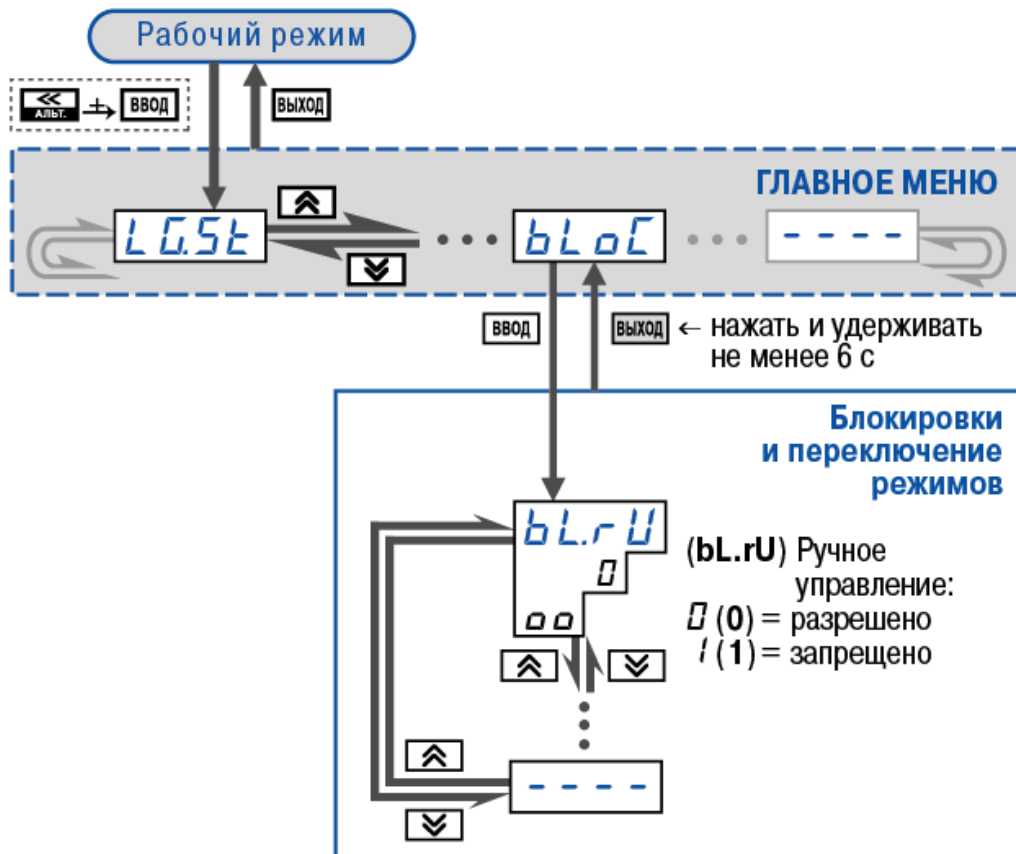 Рабочий режим
АЛЬТ. + ВВОД
ВЫХОД
ГЛАВНОЕ МЕНЮ
LG.St
bLoC
- - - -
ВВОД
ВЫХОД ← нажать и удерживать
не менее 6 с
Блокировки
и переключение
режимов
bL.rU
0
oo
(bL.rU) Ручное
управление:
0 (0) = разрешено
1 (1) = запрещено
- - - -